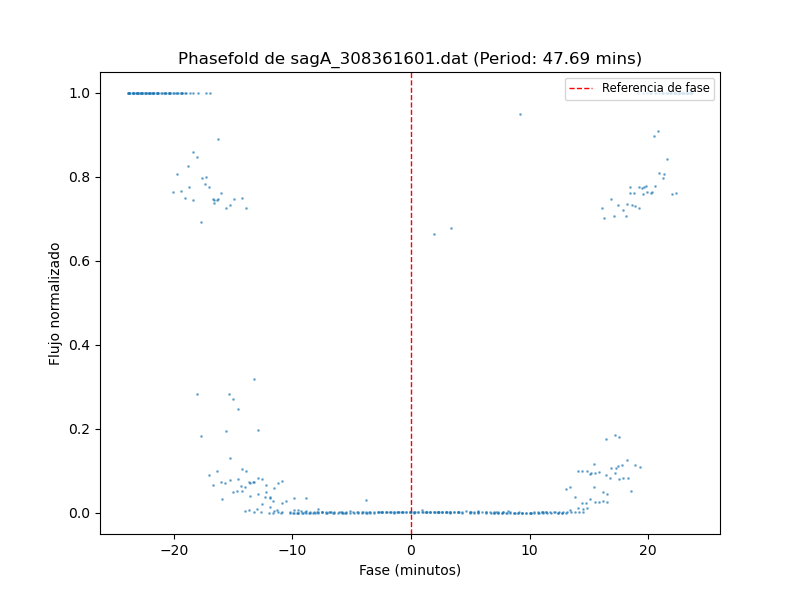 Phasefold de sagA_308361601.dat (Period: 47.69 mins)
Referencia de fase
Flujo normalizado
1.0
0.8
0.6
0.4
0.2
0.0
−20 −10 0 10 20
Fase (minutos)